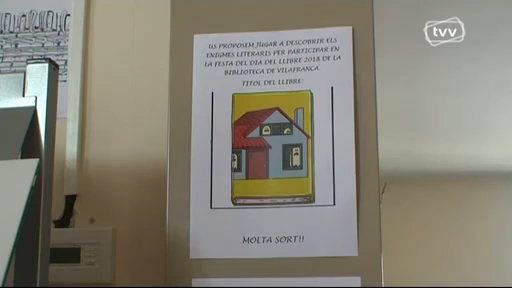 tvv
US PROPOSEM JUGAR A DESCOBRIR ELS
ENIGMES LITERARIS PER PARTICIPAR EN
LA FESTA DEL DIA DEL LLIBRE 2018 DE LA
BIBLIOTECA DE VILAFRANCA
TITOL DEL LLIBRE:
MOLTA SORT!!